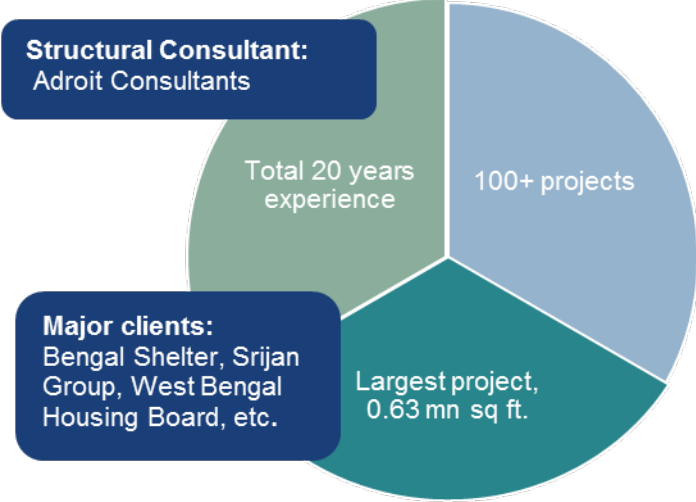 Structural Consultant:
Adroit Consultants
Total 20 years
experience
100+ projects
Major clients:
Bengal Shelter, Srijan
Group, West Bengal
Housing Board, etc.
Largest project,
0.63 mn sq ft.